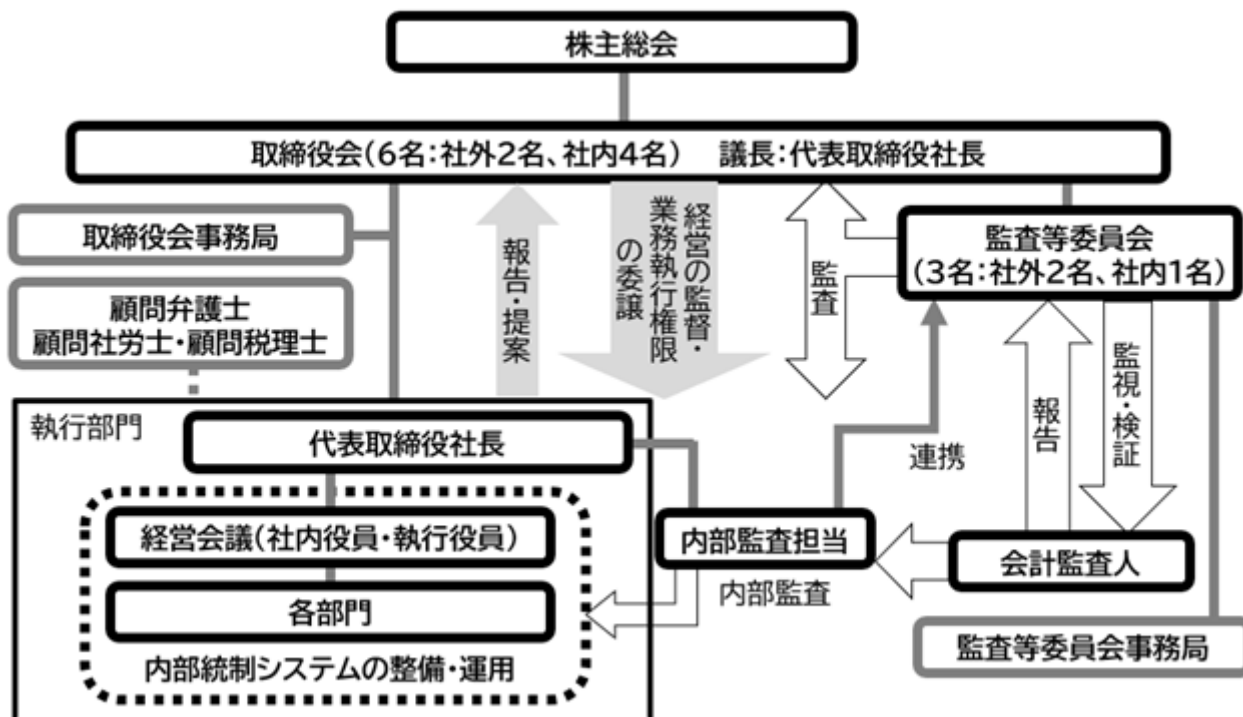 株主総会
取締役会(6名:社外2名、社内4名)　議長:代表取締役社長
取締役会事務局
顧問弁護士
顧問社労士・顧問税理士
報告・提案
経営の監督・
業務執行権限
の委譲
監査
監査等委員会
(3名:社外2名、社内1名)
報告
監視・検証
連携
執行部門
代表取締役社長
経営会議(社内役員・執行役員)
各部門
内部統制システムの整備・運用
内部監査担当
内部監査
会計監査人
監査等委員会事務局